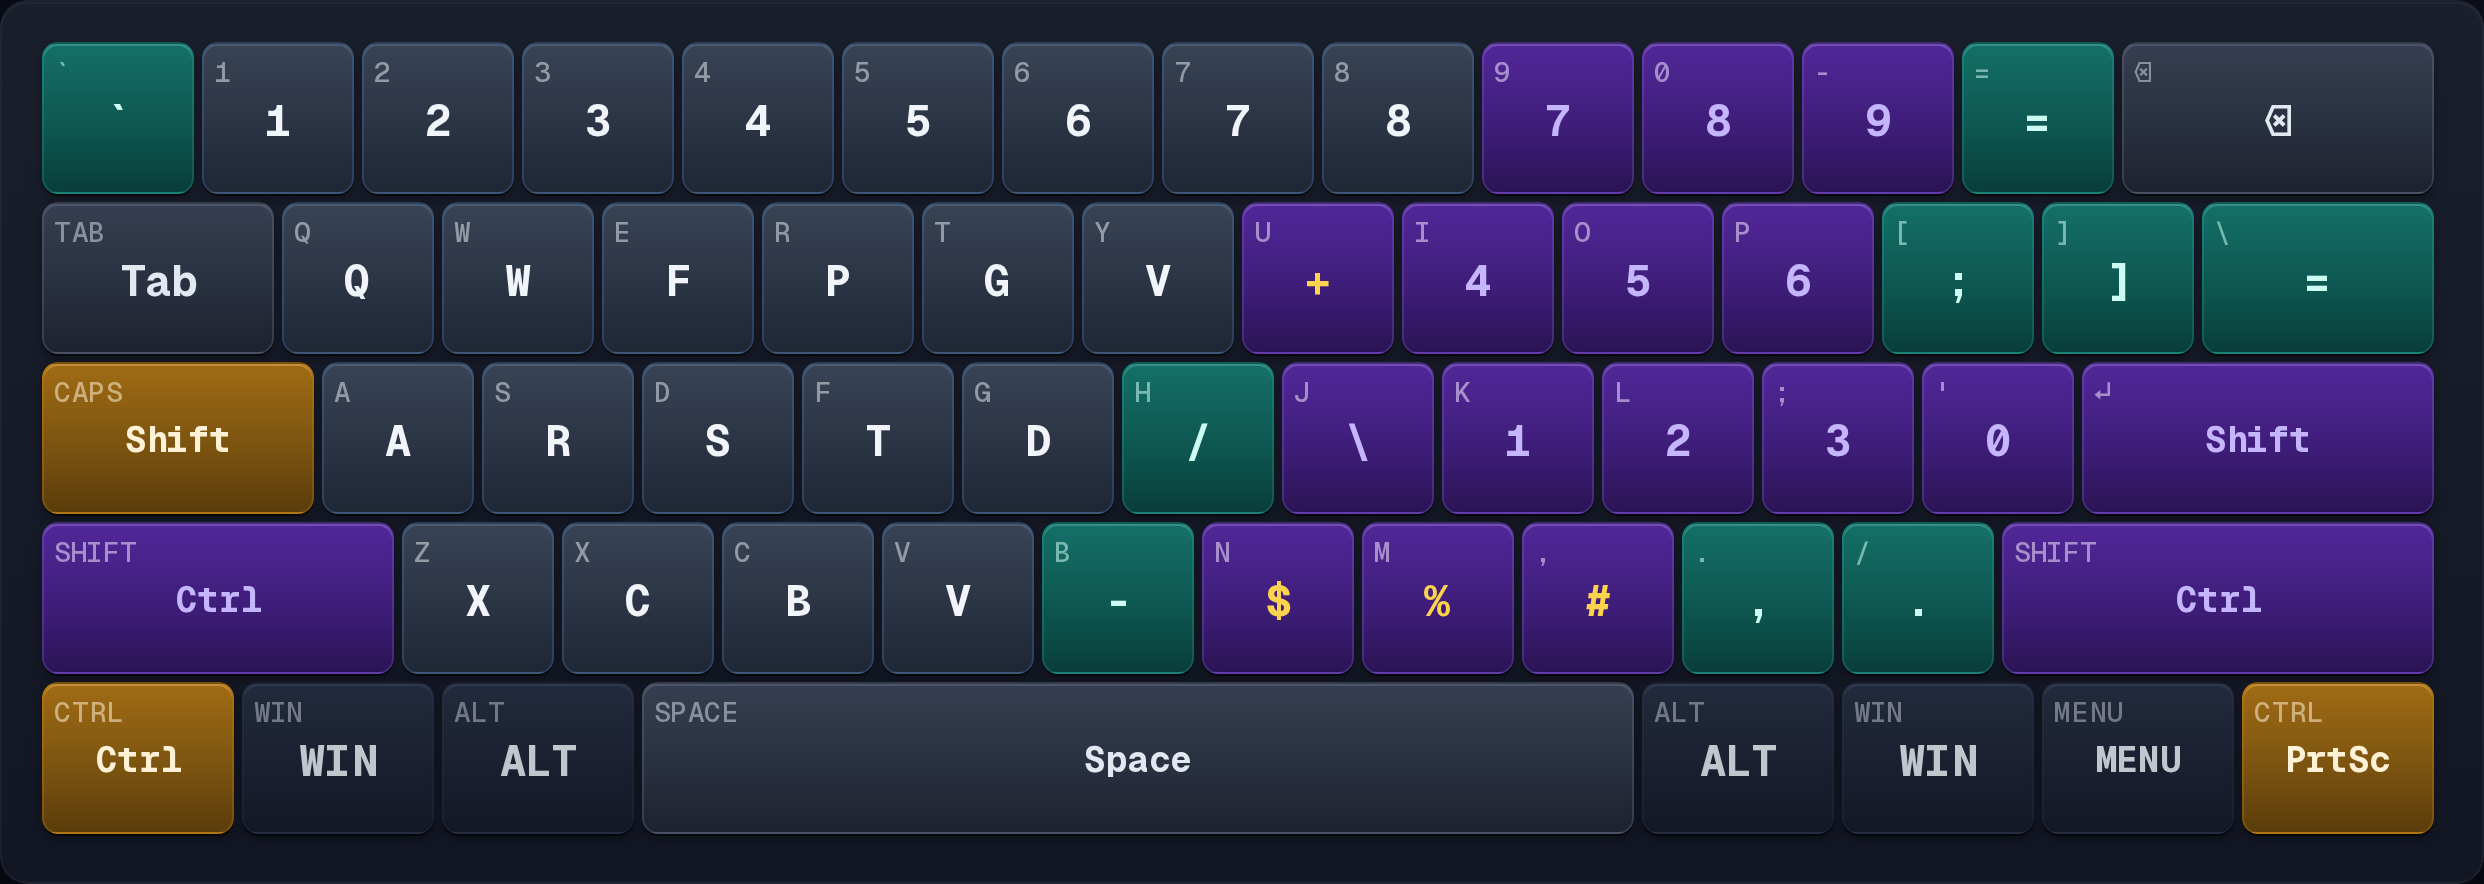 ` 1 2 3 4 5 6 7 8 9 0 - = ⌫
` 1 2 3 4 5 6 7 8 7 8 9 = ⌫
TAB Q W E R T Y U I O P [ ] \
Tab Q W F P G V + 4 5 6 ; ] =
CAPS A S D F G H J K L ; ' ↵
Shift A R S T D / \ 1 2 3 0 Shift
SHIFT Z X C V B N M , . / SHIFT
Ctrl X C B V - $ % # , . Ctrl
CTRL WIN ALT SPACE ALT WIN MENU CTRL
Ctrl WIN ALT Space ALT WIN MENU PrtSc